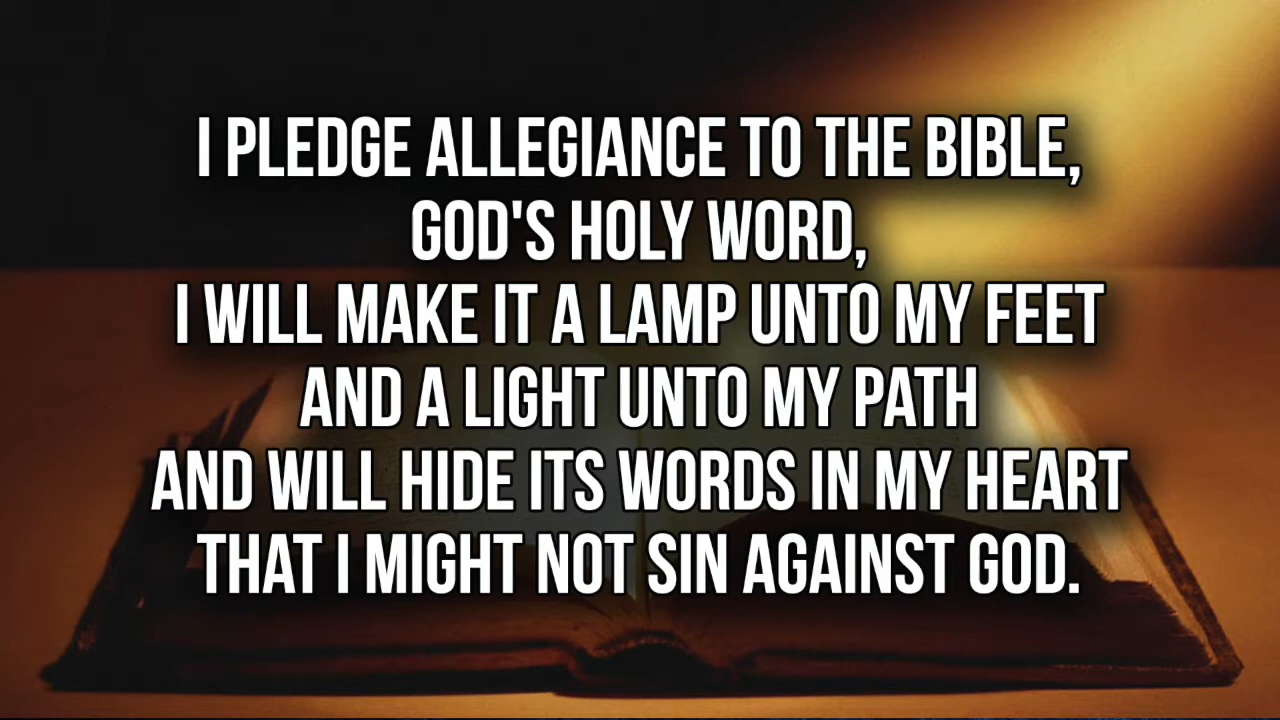 I PLEDGE ALLEGIANCE TO THE BIBLE,
GOD'S HOLY WORD,
I WILL MAKE IT A LAMP UNTO MY FEET
AND A LIGHT UNTO MY PATH
AND WILL HIDE ITS WORDS IN MY HEART
THAT I MIGHT NOT SIN AGAINST GOD.